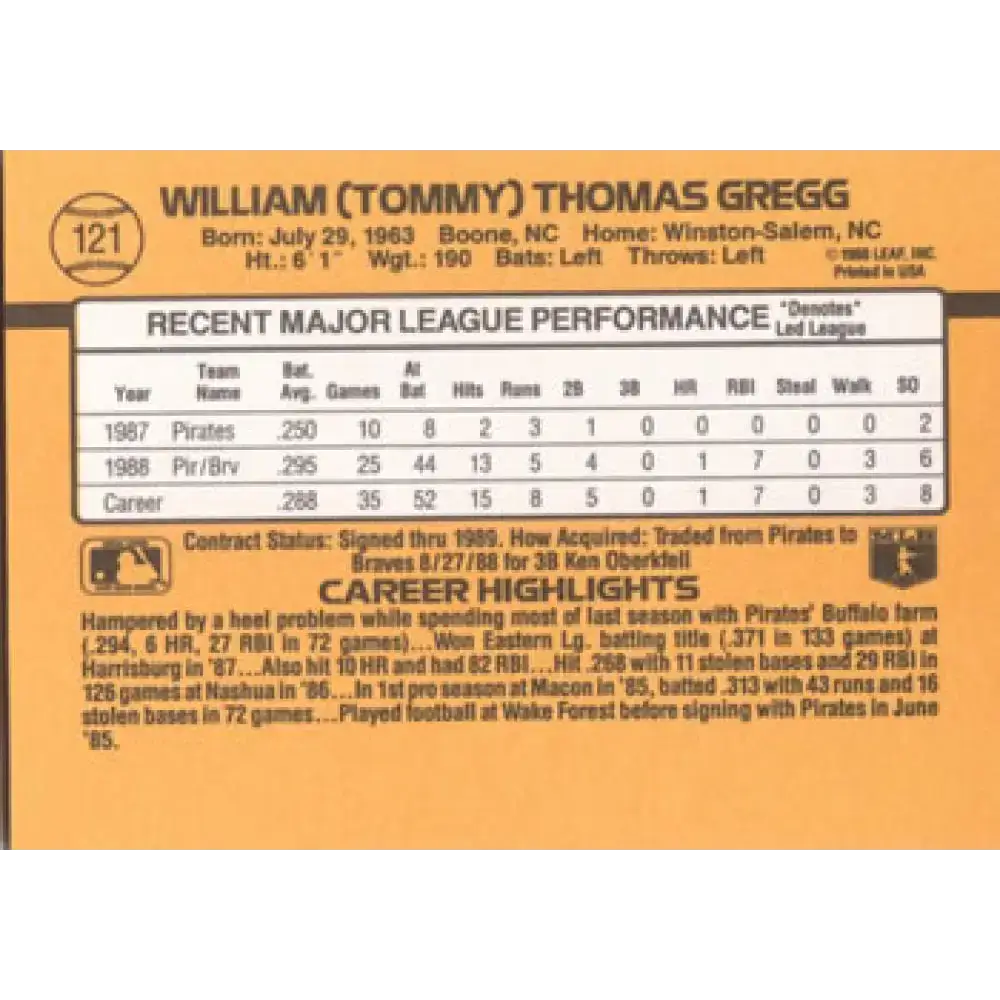 WILLIAM (TOMMY) THOMAS GREGG
121
Born: July 29, 1963 Boone, NC Home: Winston-Salem, NC
Ht.: 6' 1" Wgt.: 190 Bats: Left Throws: Left
© 1988 LEAF, INC.
Printed in USA
RECENT MAJOR LEAGUE PERFORMANCE "Denotes" Led League
Year Team Name Bat. Avg. Games At Bat Hits Runs 2B 3B HR RBI Steal Walk SO
1987 Pirates .250 10 8 2 3 1 0 0 0 0 0 2
1988 Pir/Brv .295 25 44 13 5 4 0 1 7 0 3 6
Career .288 35 52 15 8 5 0 1 7 0 3 8
Contract Status: Signed thru 1989. How Acquired: Traded from Pirates to
Braves 8/27/88 for 3B Ken Oberkfell
CAREER HIGHLIGHTS
Hampered by a heel problem while spending most of last season with Pirates' Buffalo farm
(.294, 6 HR, 27 RBI in 72 games)...Won Eastern Lg. batting title (.371 in 133 games) at
Harrisburg in '87...Also hit 10 HR and had 82 RBI...Hit .268 with 11 stolen bases and 29 RBI in
126 games at Nashua in '86...In 1st pro season at Macon in '85, batted .313 with 43 runs and 16
stolen bases in 72 games...Played football at Wake Forest before signing with Pirates in June
'85.